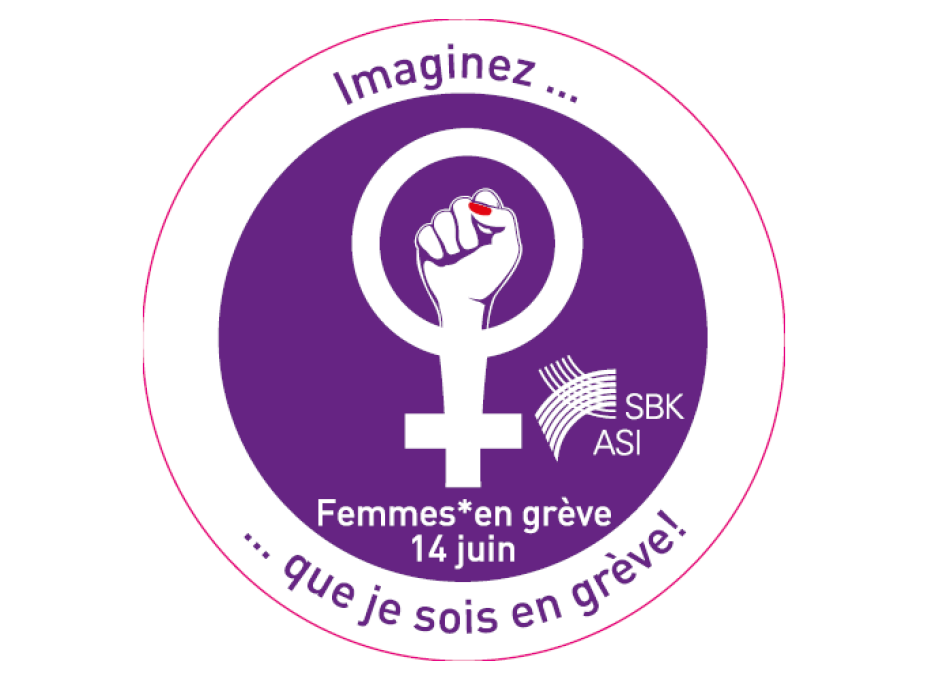 Imaginez ...
SBK
ASI
Femmes*en grève
14 juin
... que je sois en grève!